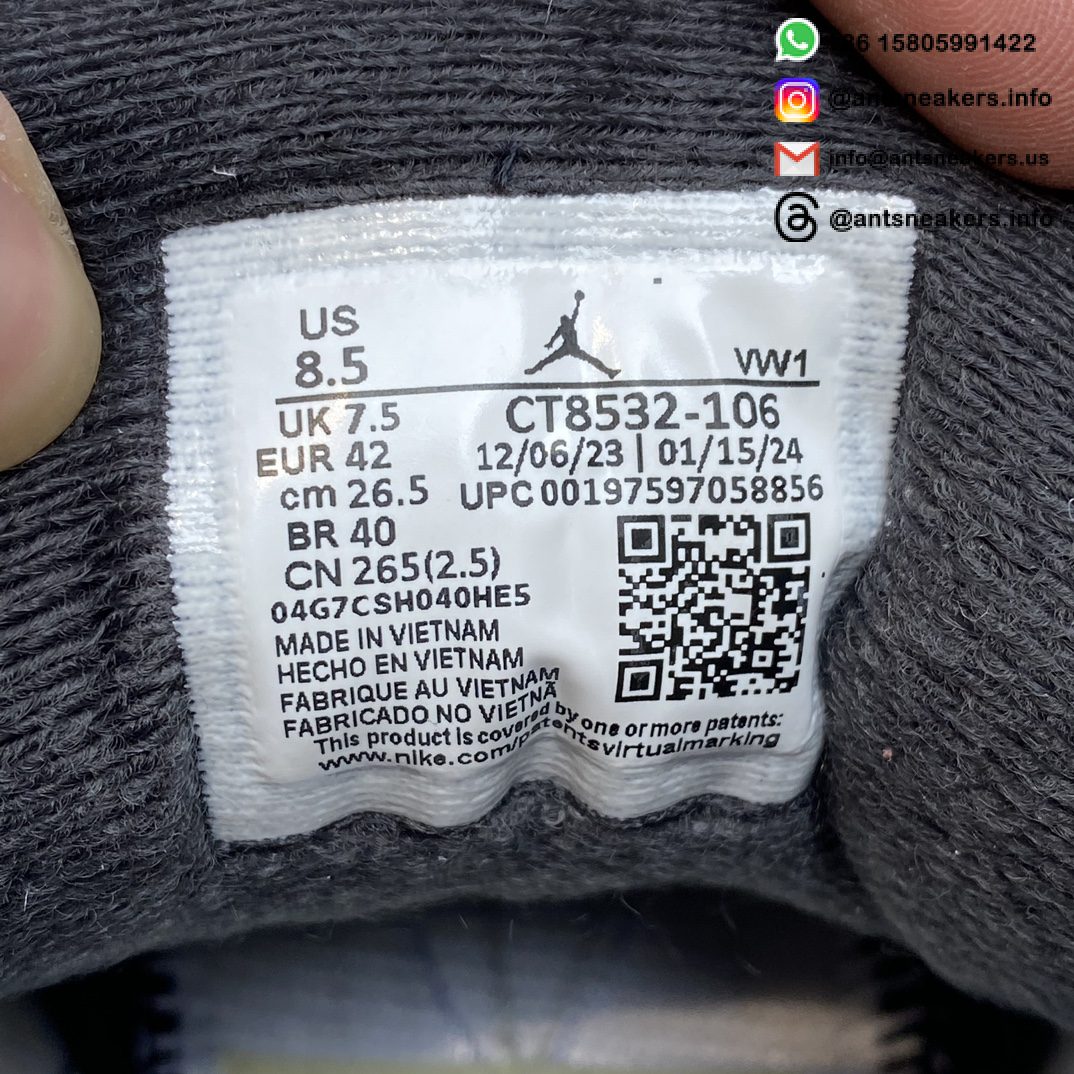 15805991422
@antsneakers.info
info@antsneakers.us
@antsneakers.info
US
8.5
VW1
UK 7.5
CT8532-106
EUR 42
12/06/23 | 01/15/24
cm 26.5
UPC 00197597058856
BR 40
CN 265(2.5)
04G7CSH040HE5
MADE IN VIETNAM
HECHO EN VIETNAM
FABRIQUE AU VIETNAM
FABRICADO NO VIETNÃ
This product is covered by one or more patents:
www.nike.com/patentsvirtualmarking